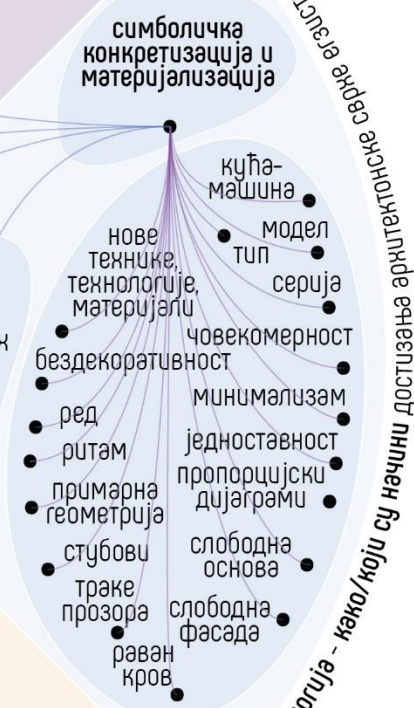 симболичка
конкретизација и
материјализација
кућа-
машина
модел
тип
серија
нове
технике,
технологије,
материјали
човекомерност
бездекоративност
минимализам
ред
једноставност
ритам
пропорцијски
дијаграми
примарна
геометрија
стубови
слободна
основа
траке
прозора
слободна
фасада
раван
кров
како/који су начини достизања архитектонске сврхе